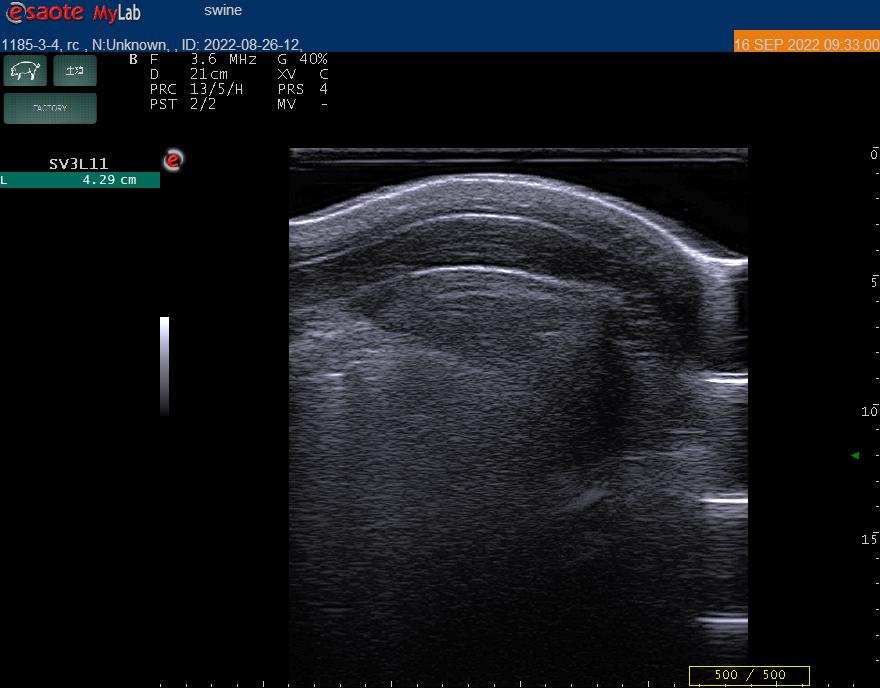 esaote MyLab
swine
1185-3-4, rc , N:Unknown, , ID: 2022-08-26-12,
16 SEP 2022 09:33:00
B F 3.6 MHz G 40%
D 21cm XV C
PRC 13/5/H PRS 4
PST 2/2 MV -
FACTORY
SV3L11
e
L 4.29 cm
0
5
10
15
500 / 500